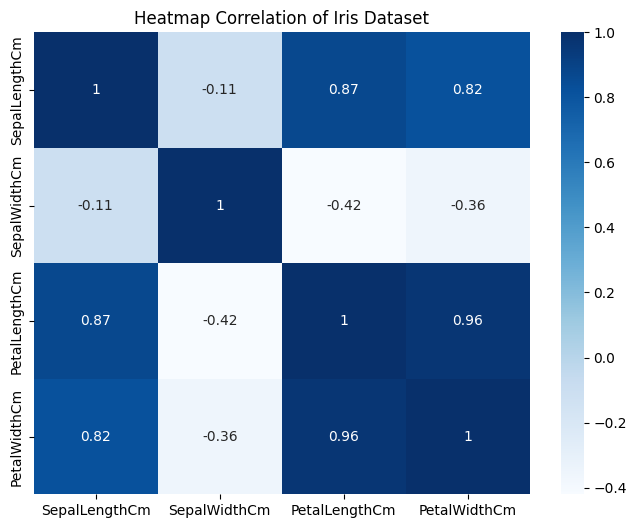 Heatmap Correlation of Iris Dataset
SepalLengthCm
1
-0.11
0.87
0.82
SepalWidthCm
-0.11
1
-0.42
-0.36
PetalLengthCm
0.87
-0.42
1
0.96
PetalWidthCm
0.82
-0.36
0.96
1
SepalLengthCm
SepalWidthCm
PetalLengthCm
PetalWidthCm
1.0
0.8
0.6
0.4
0.2
0.0
−0.2
−0.4